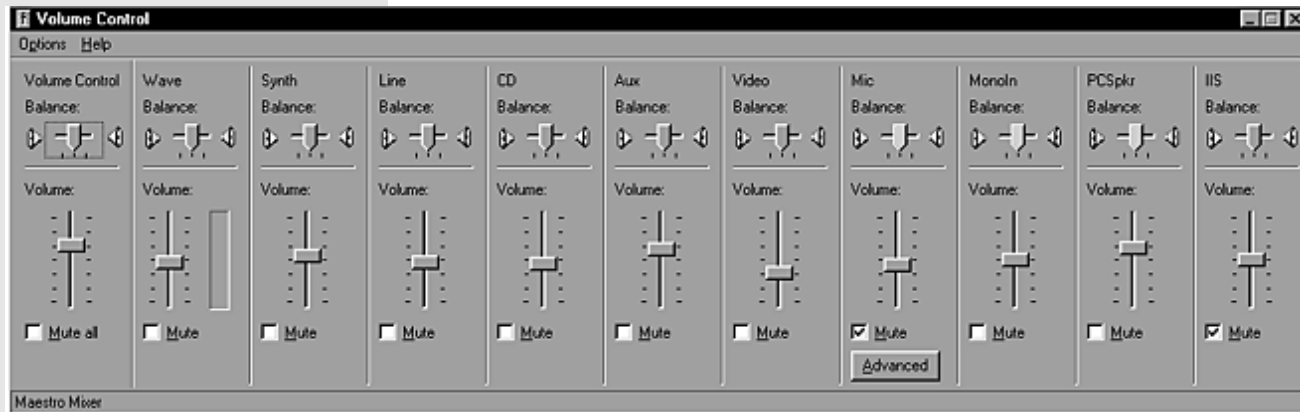 Volume Control
Options Help
Volume Control Wave Synth Line CD Aux Video Mic MonoIn PCSpkr IIS
Balance: Balance: Balance: Balance: Balance: Balance: Balance: Balance: Balance: Balance: Balance:
Volume: Volume: Volume: Volume: Volume: Volume: Volume: Volume: Volume: Volume: Volume:
Mute all Mute Mute Mute Mute Mute Mute Mute Mute Mute Mute
Advanced
Maestro Mixer